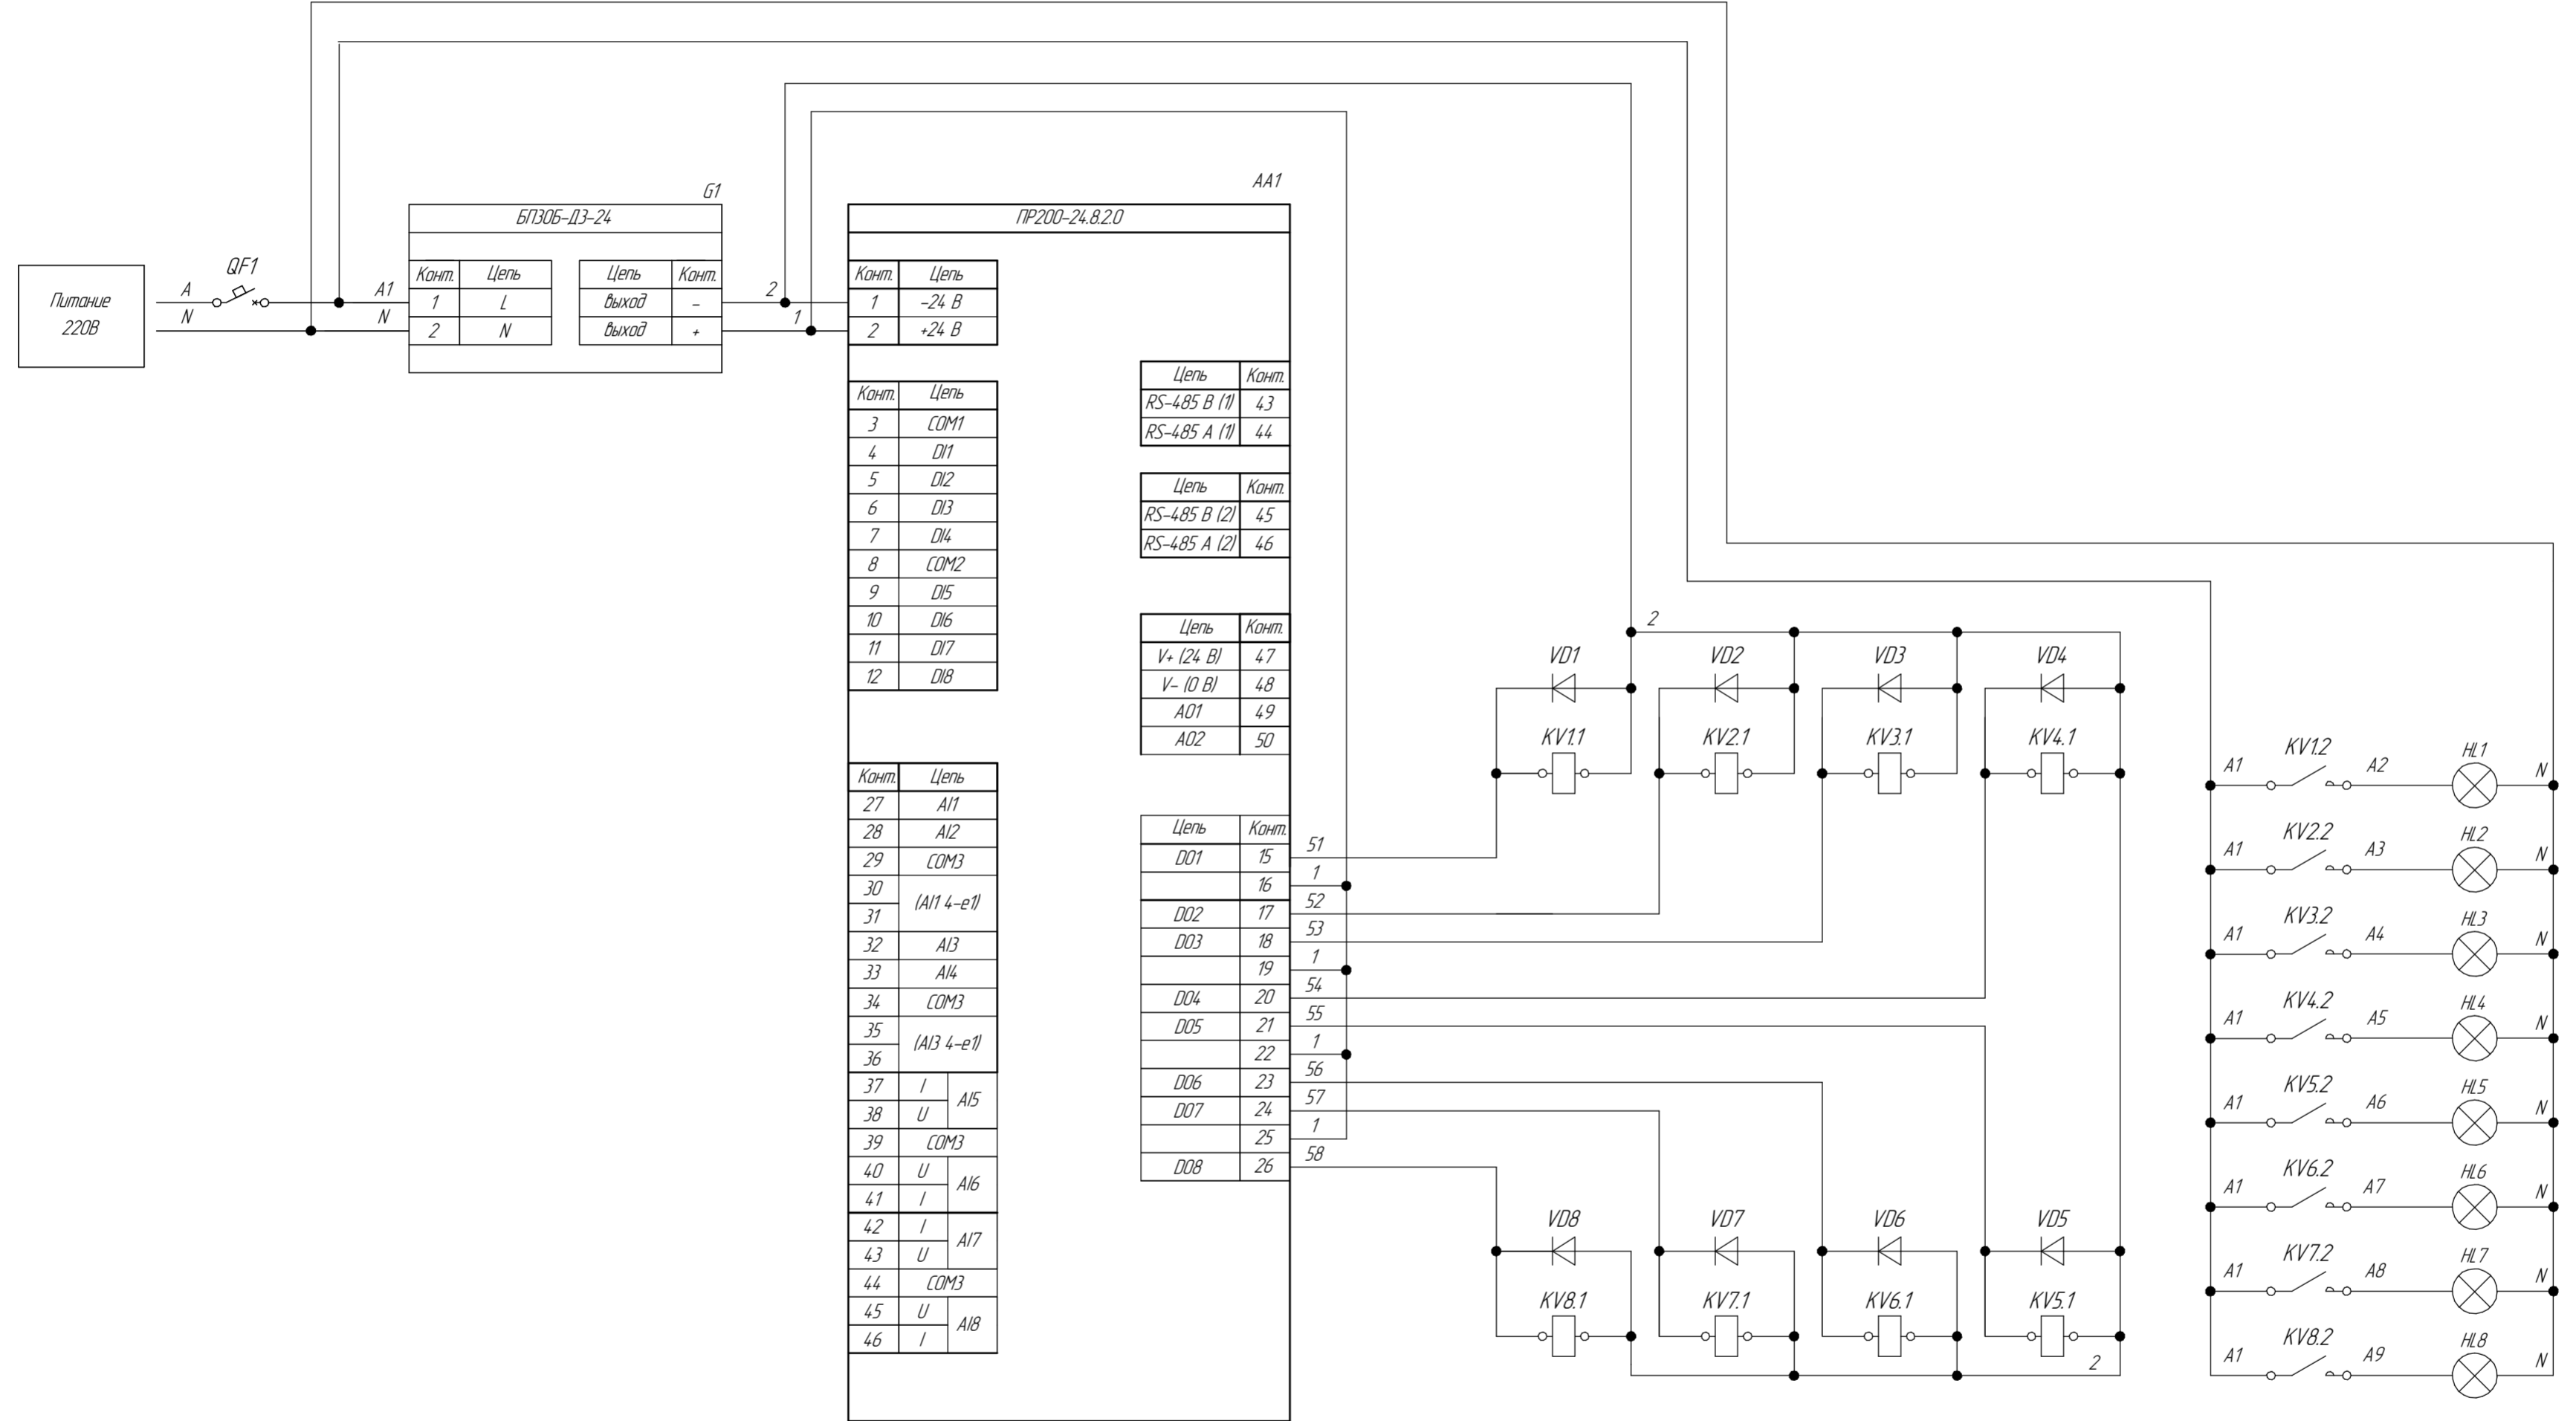 G1
БП30Б-Д3-24
Питание
220В
A
N
QF1
A1
N
Конт. Цепь
1 L
2 N
Цепь Конт.
выход -
выход +
2
1
AA1
ПР200-24.8.2.0
Конт. Цепь
1 -24 В
2 +24 В
Конт. Цепь
3 COM1
4 DI1
5 DI2
6 DI3
7 DI4
8 COM2
9 DI5
10 DI6
11 DI7
12 DI8
Конт. Цепь
27 AI1
28 AI2
29 COM3
30
(AI1 4-е1)
31
32 AI3
33 AI4
34 COM3
35
(AI3 4-е1)
36
37 I
AI5
38 U
39 COM3
40 U
AI6
41 I
42 I
AI7
43 U
44 COM3
45 U
AI8
46 I
Цепь Конт.
RS-485 B (1) 43
RS-485 A (1) 44
Цепь Конт.
RS-485 B (2) 45
RS-485 A (2) 46
Цепь Конт.
V+ (24 В) 47
V- (0 В) 48
AO1 49
AO2 50
Цепь Конт.
DO1 15 51
16 1
DO2 17 52
DO3 18 53
19 1
DO4 20 54
DO5 21 55
22 1
DO6 23 56
DO7 24 57
25 1
DO8 26 58
2
VD1 VD2 VD3 VD4
KV1.1 KV2.1 KV3.1 KV4.1
VD8 VD7 VD6 VD5
KV8.1 KV7.1 KV6.1 KV5.1
2
A1 KV1.2 A2 HL1 N
A1 KV2.2 A3 HL2 N
A1 KV3.2 A4 HL3 N
A1 KV4.2 A5 HL4 N
A1 KV5.2 A6 HL5 N
A1 KV6.2 A7 HL6 N
A1 KV7.2 A8 HL7 N
A1 KV8.2 A9 HL8 N